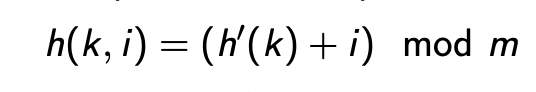 h(k, i) = (h′(k) + i) mod m